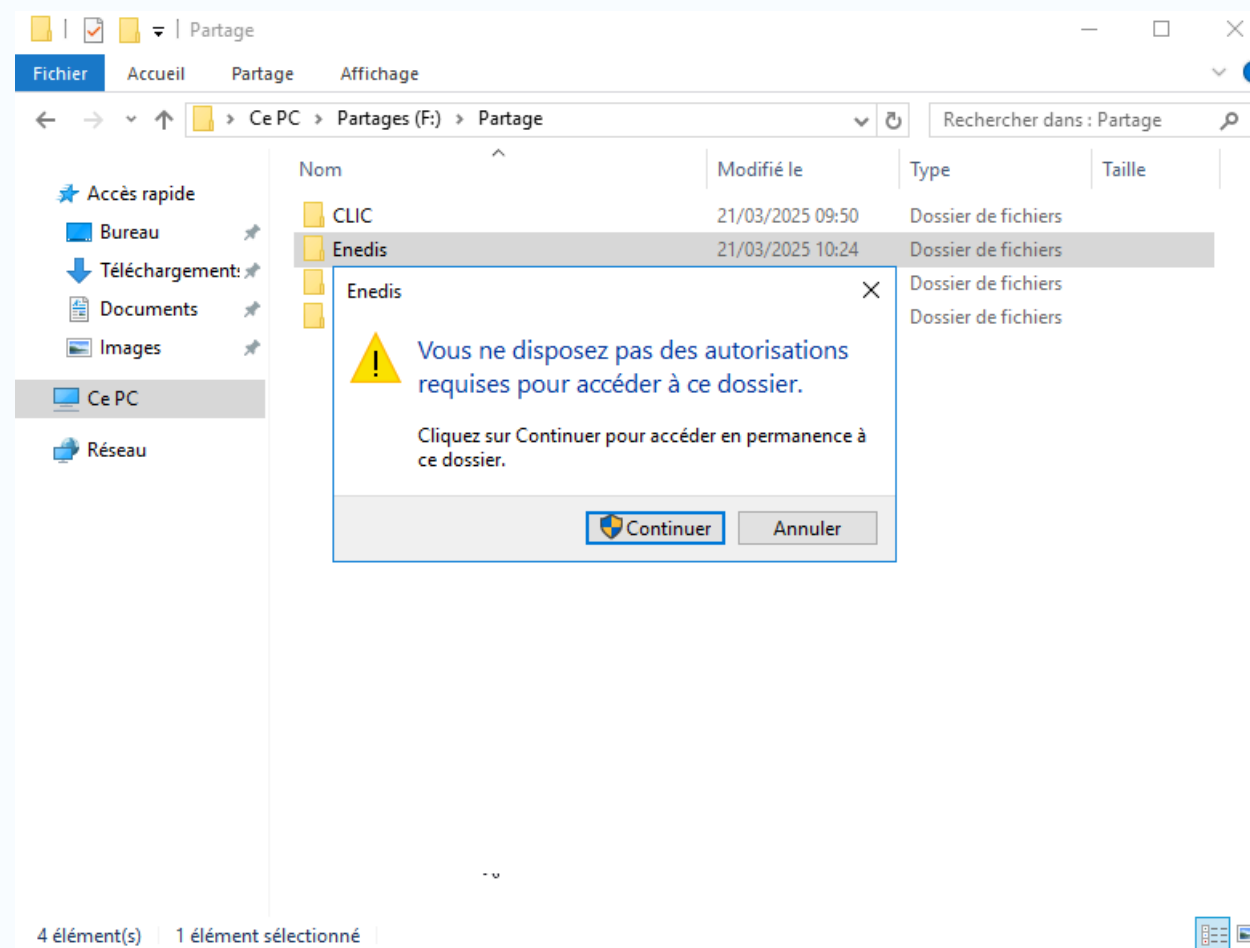 Partage
Fichier Accueil Partage Affichage
Ce PC > Partages (F:) > Partage
Rechercher dans : Partage
Nom Modifié le Type Taille
Accès rapide
Bureau
Téléchargement
Documents
Images
Ce PC
Réseau
CLIC 21/03/2025 09:50 Dossier de fichiers
Enedis 21/03/2025 10:24 Dossier de fichiers
Dossier de fichiers
Dossier de fichiers
Enedis
Vous ne disposez pas des autorisations
requises pour accéder à ce dossier.
Cliquez sur Continuer pour accéder en permanence à
ce dossier.
Continuer Annuler
4 élément(s) 1 élément sélectionné